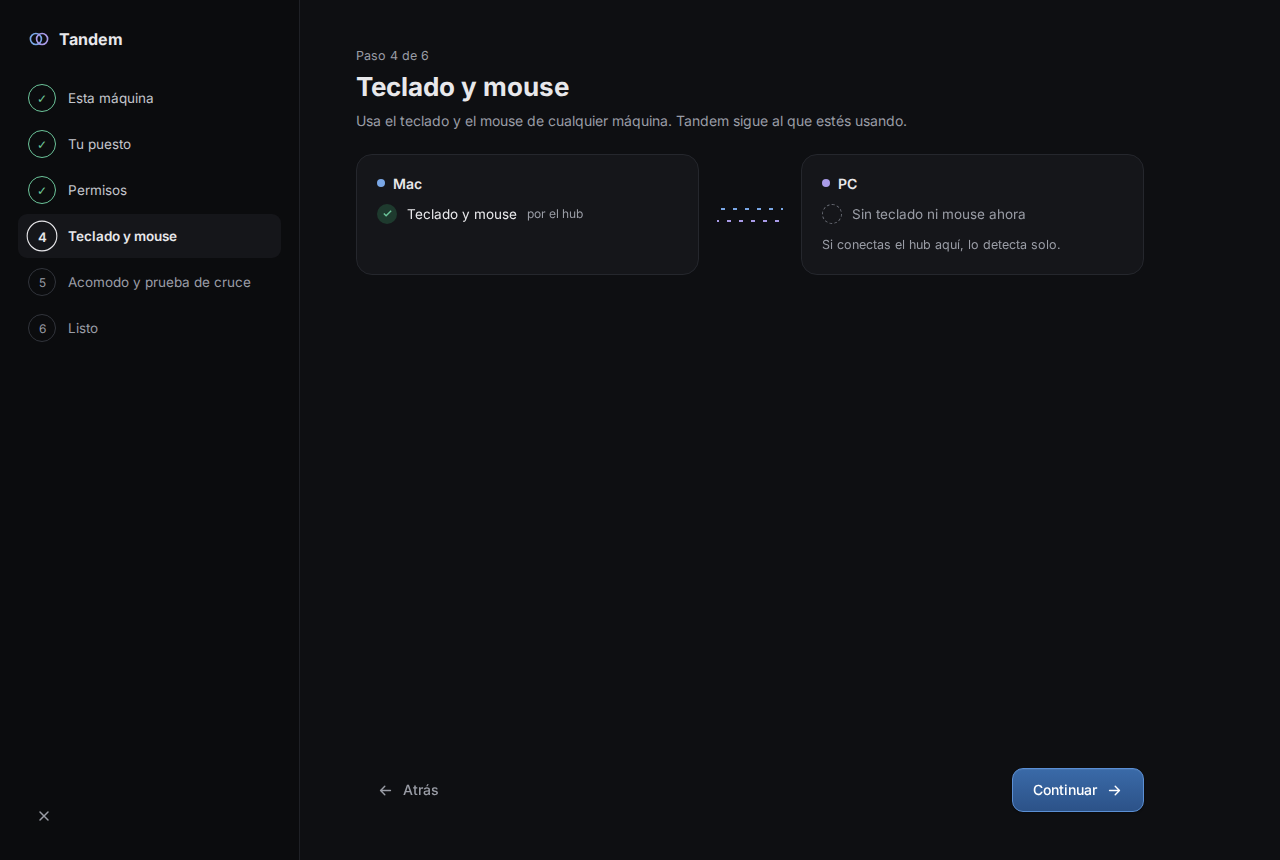 Tandem
Esta máquina
Tu puesto
Permisos
4 Teclado y mouse
5 Acomodo y prueba de cruce
6 Listo
Paso 4 de 6
Teclado y mouse
Usa el teclado y el mouse de cualquier máquina. Tandem sigue al que estés usando.
Mac
Teclado y mouse por el hub
PC
Sin teclado ni mouse ahora
Si conectas el hub aquí, lo detecta solo.
Atrás
Continuar